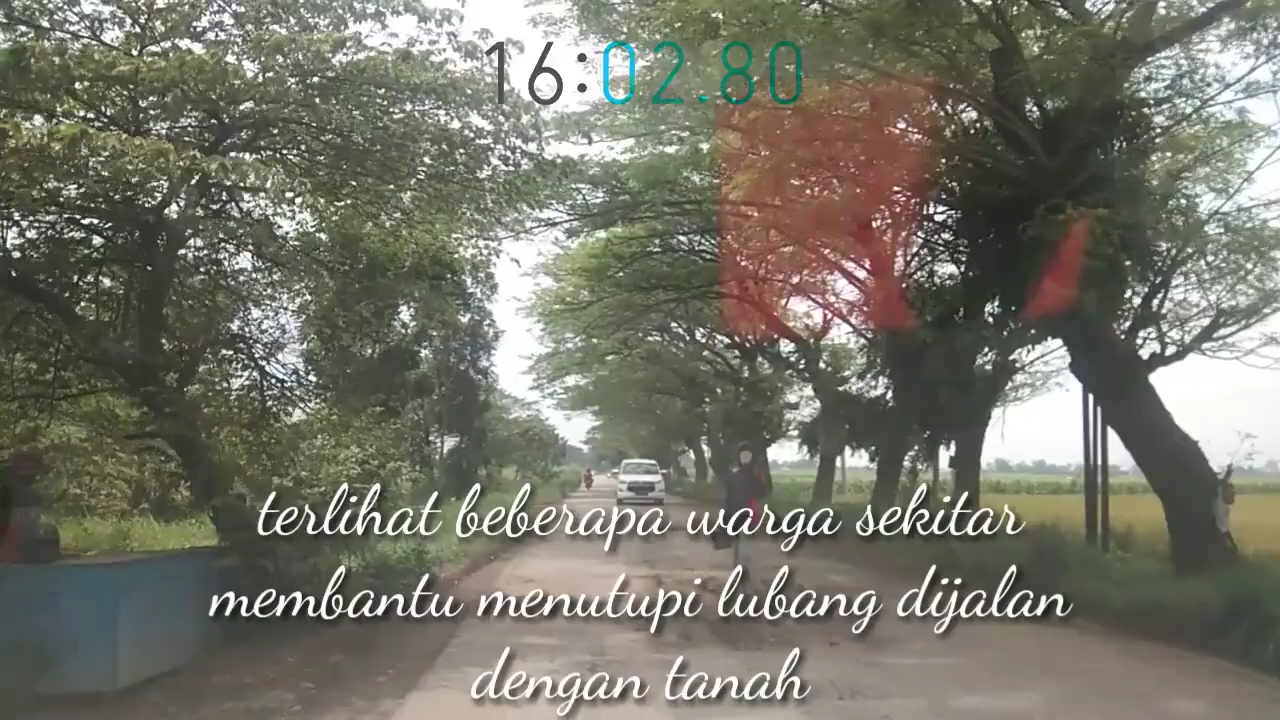 16:02.80
terlihat beberapa warga sekitar
membantu menutupi lubang dijalan
dengan tanah